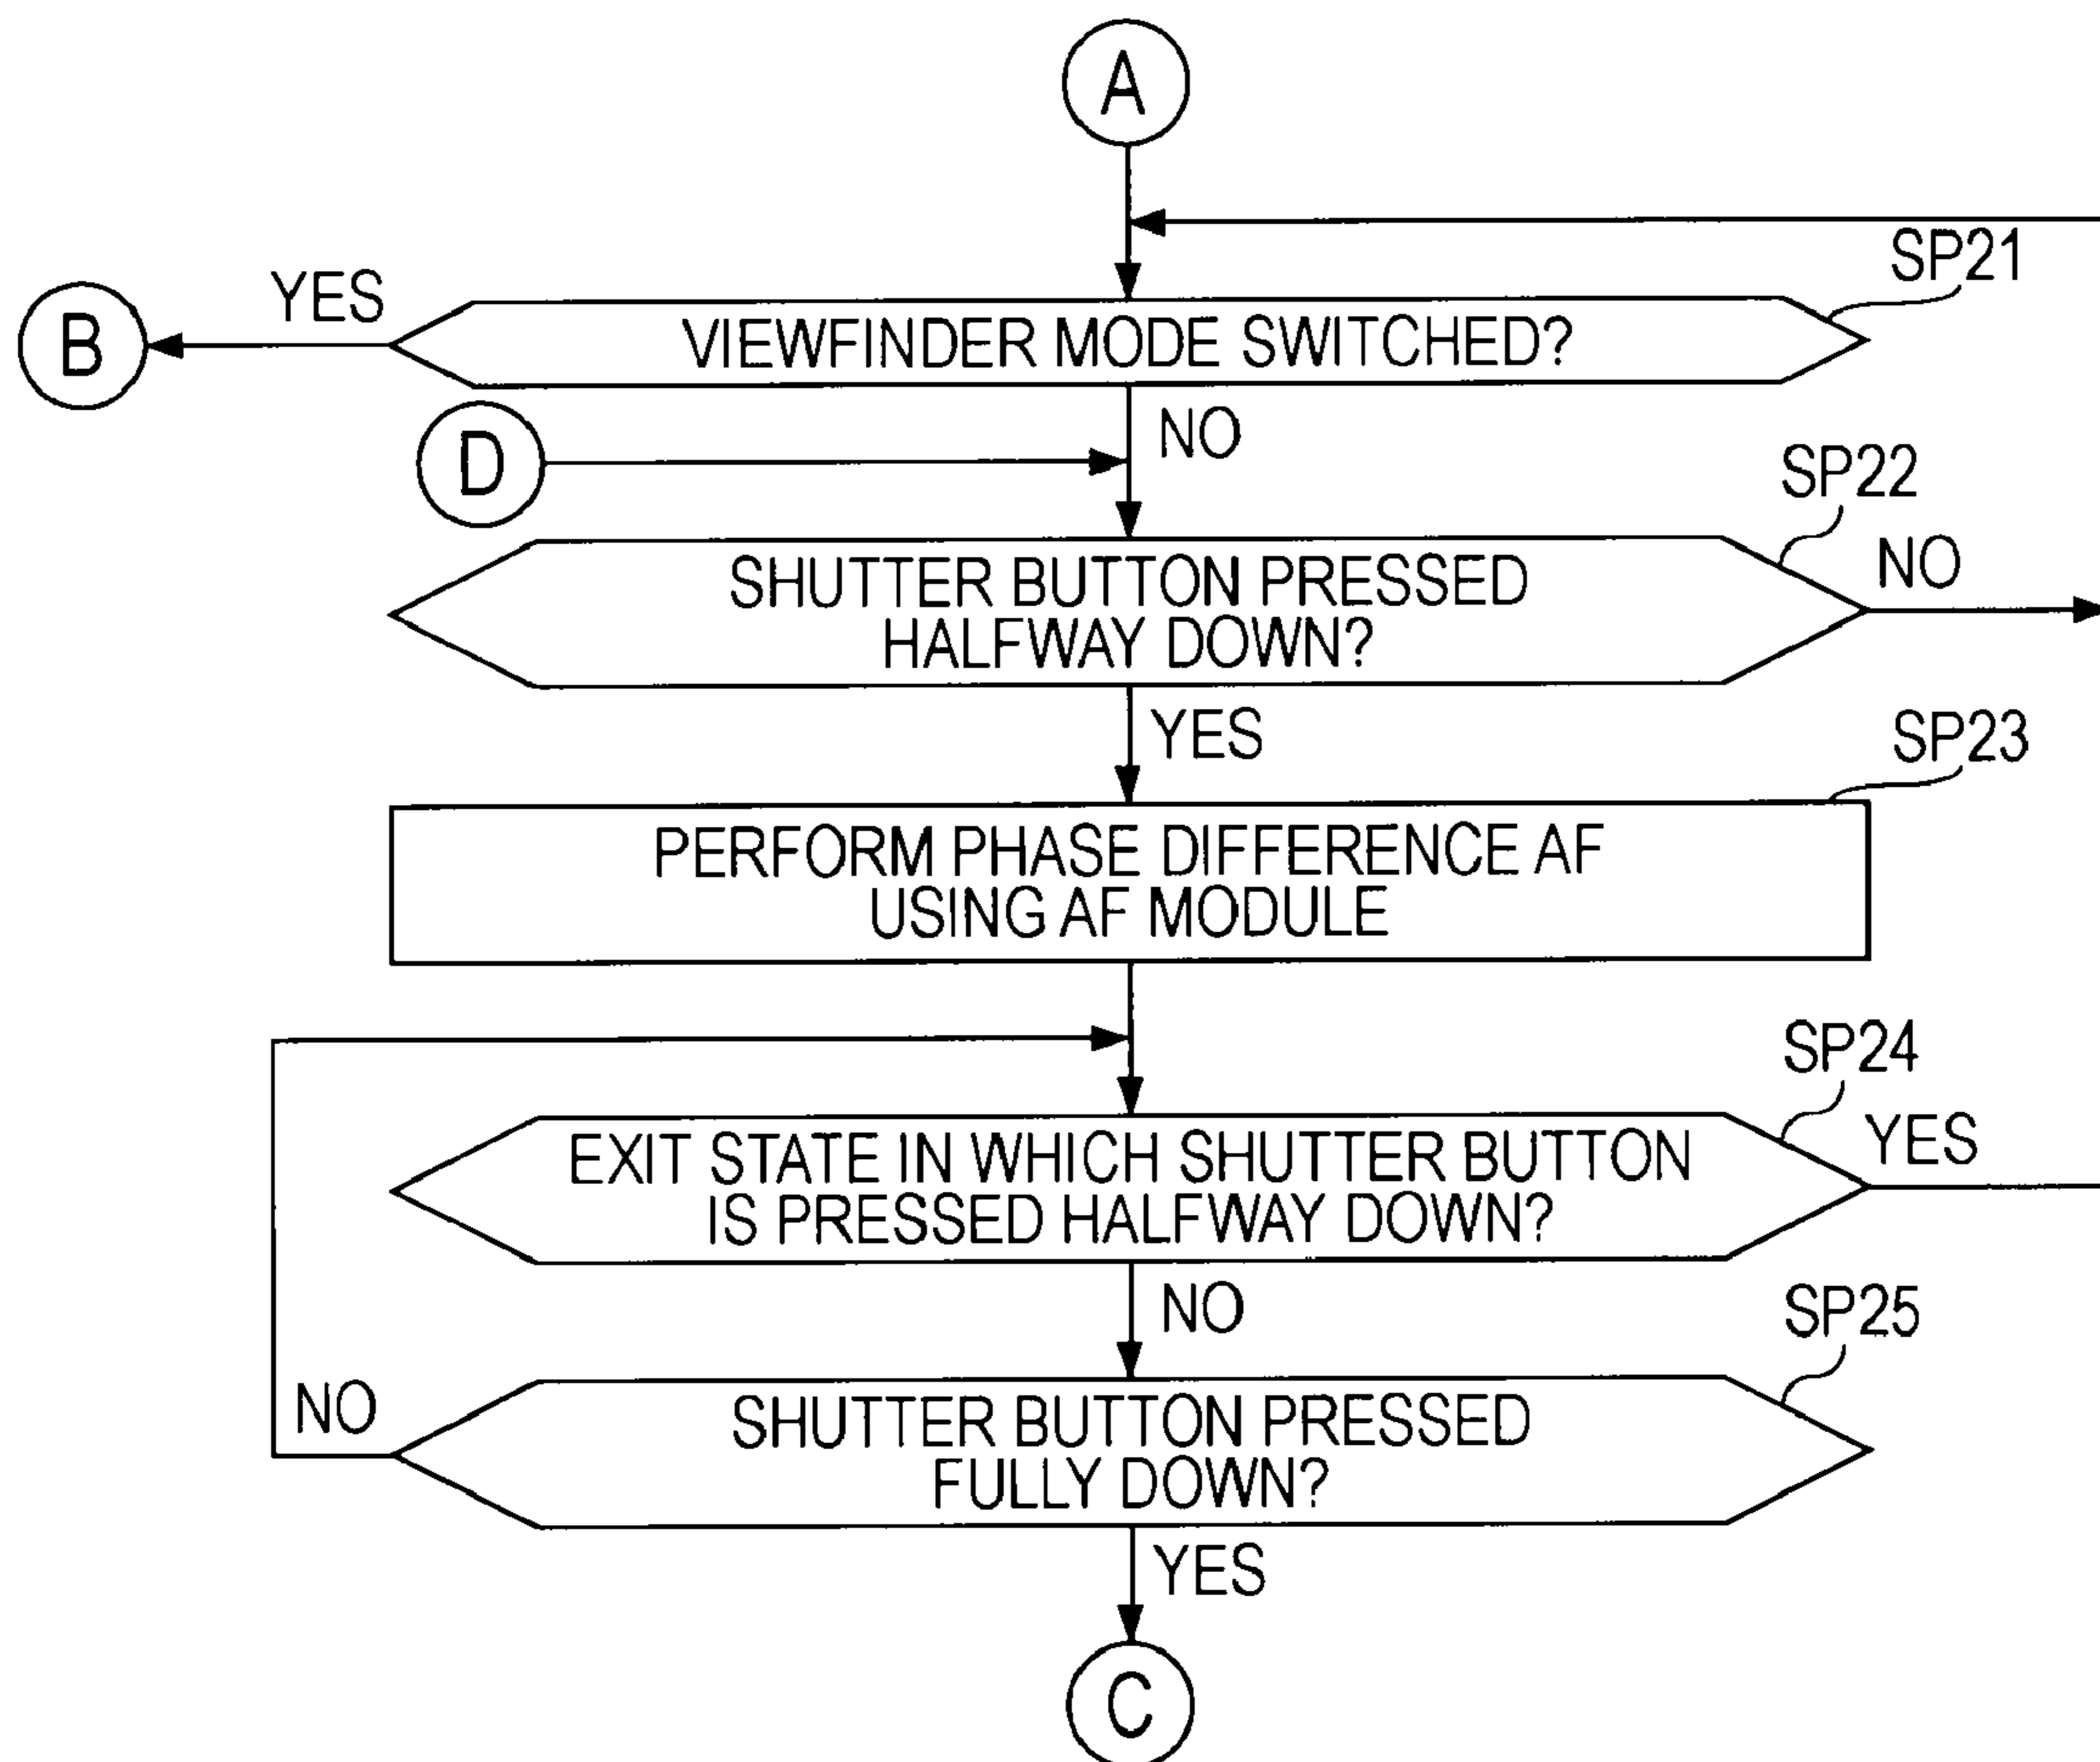 A
SP21
YES
B
VIEWFINDER MODE SWITCHED?
NO
D
SP22
SHUTTER BUTTON PRESSED
HALFWAY DOWN?
NO
YES
SP23
PERFORM PHASE DIFFERENCE AF
USING AF MODULE
SP24
EXIT STATE IN WHICH SHUTTER BUTTON
IS PRESSED HALFWAY DOWN?
YES
NO
SP25
SHUTTER BUTTON PRESSED
FULLY DOWN?
NO
YES
C